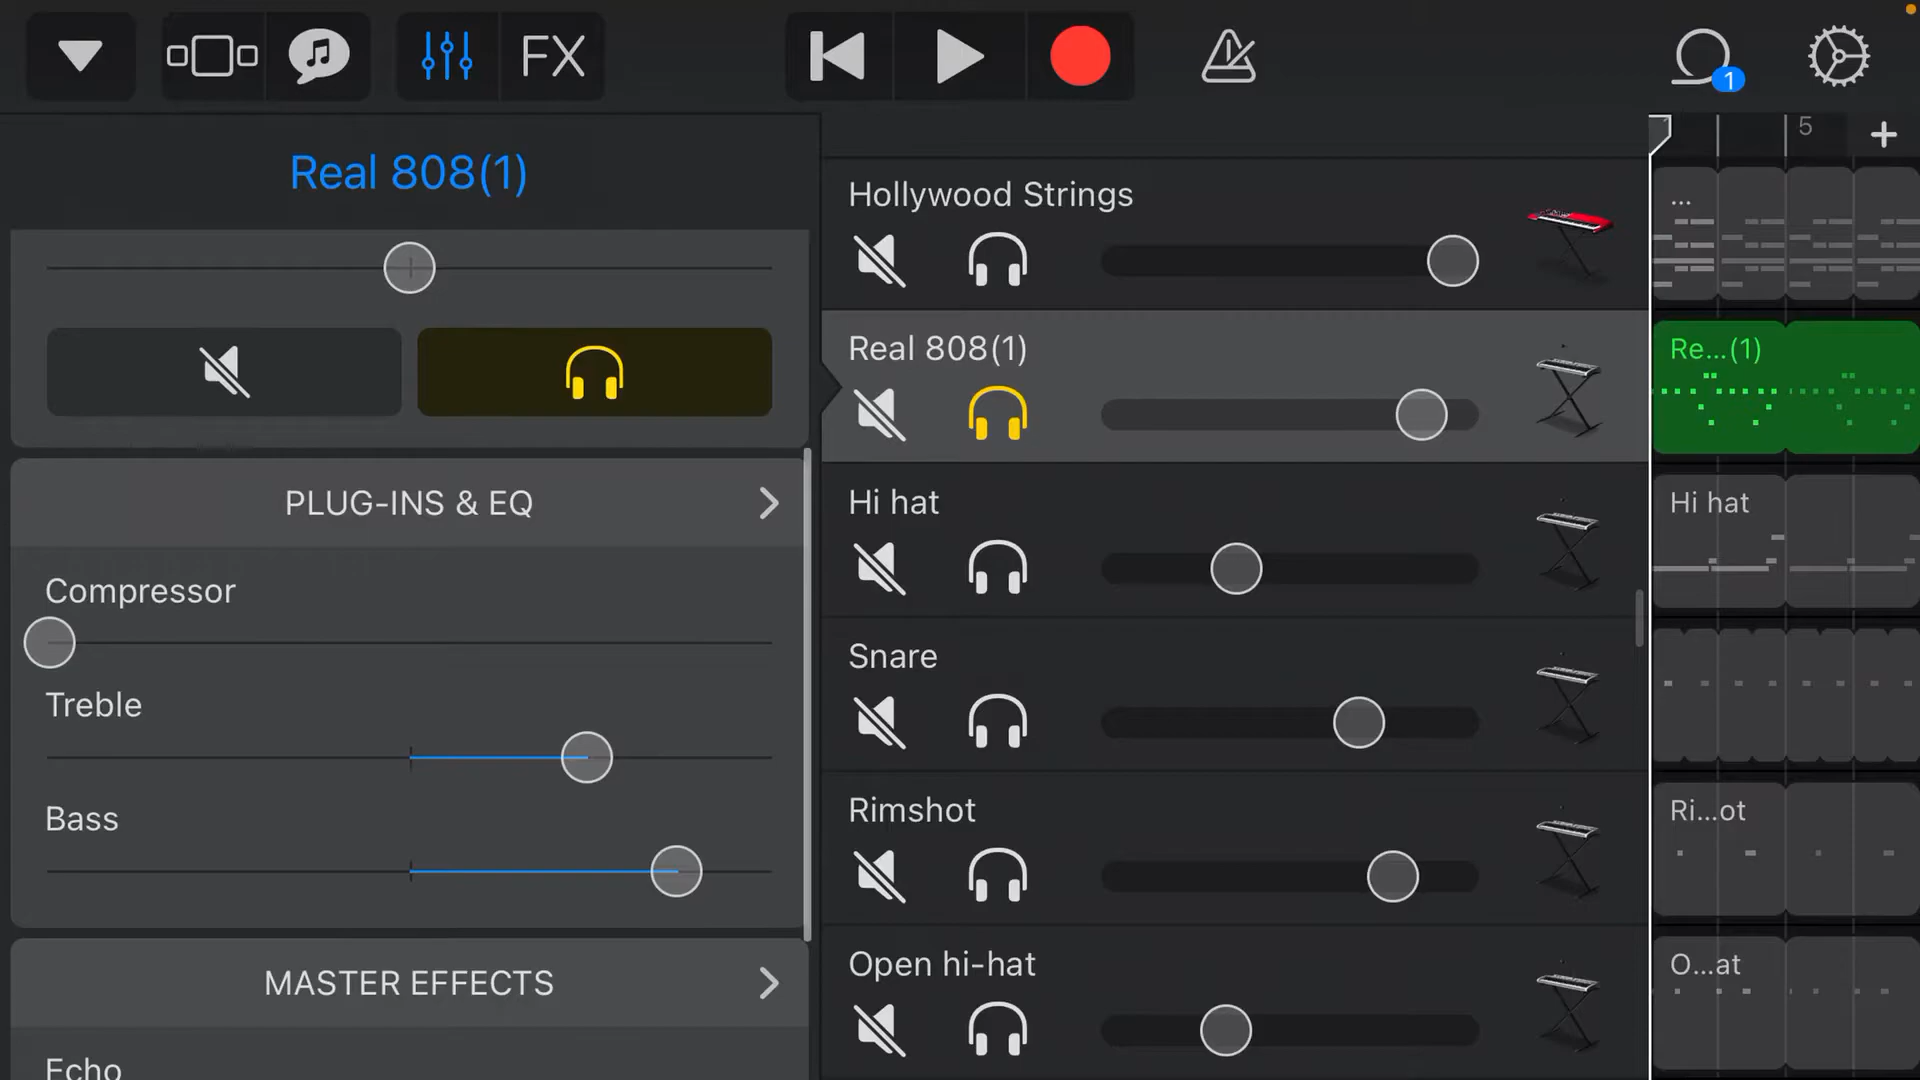 FX
1
Real 808(1)
5
Hollywood Strings
...
Real 808(1)
Re...(1)
PLUG-INS & EQ
Hi hat
Hi hat
Compressor
Snare
Treble
Bass
Rimshot
Ri...ot
MASTER EFFECTS
Open hi-hat
O...at
Echo